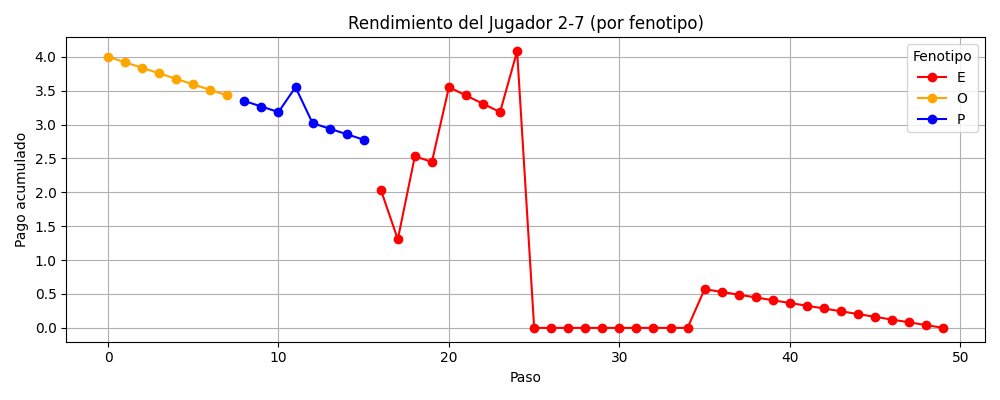 Rendimiento del Jugador 2-7 (por fenotipo)
Pago acumulado
4.0
3.5
3.0
2.5
2.0
1.5
1.0
0.5
0.0
Fenotipo
E
O
P
0 10 20 30 40 50
Paso